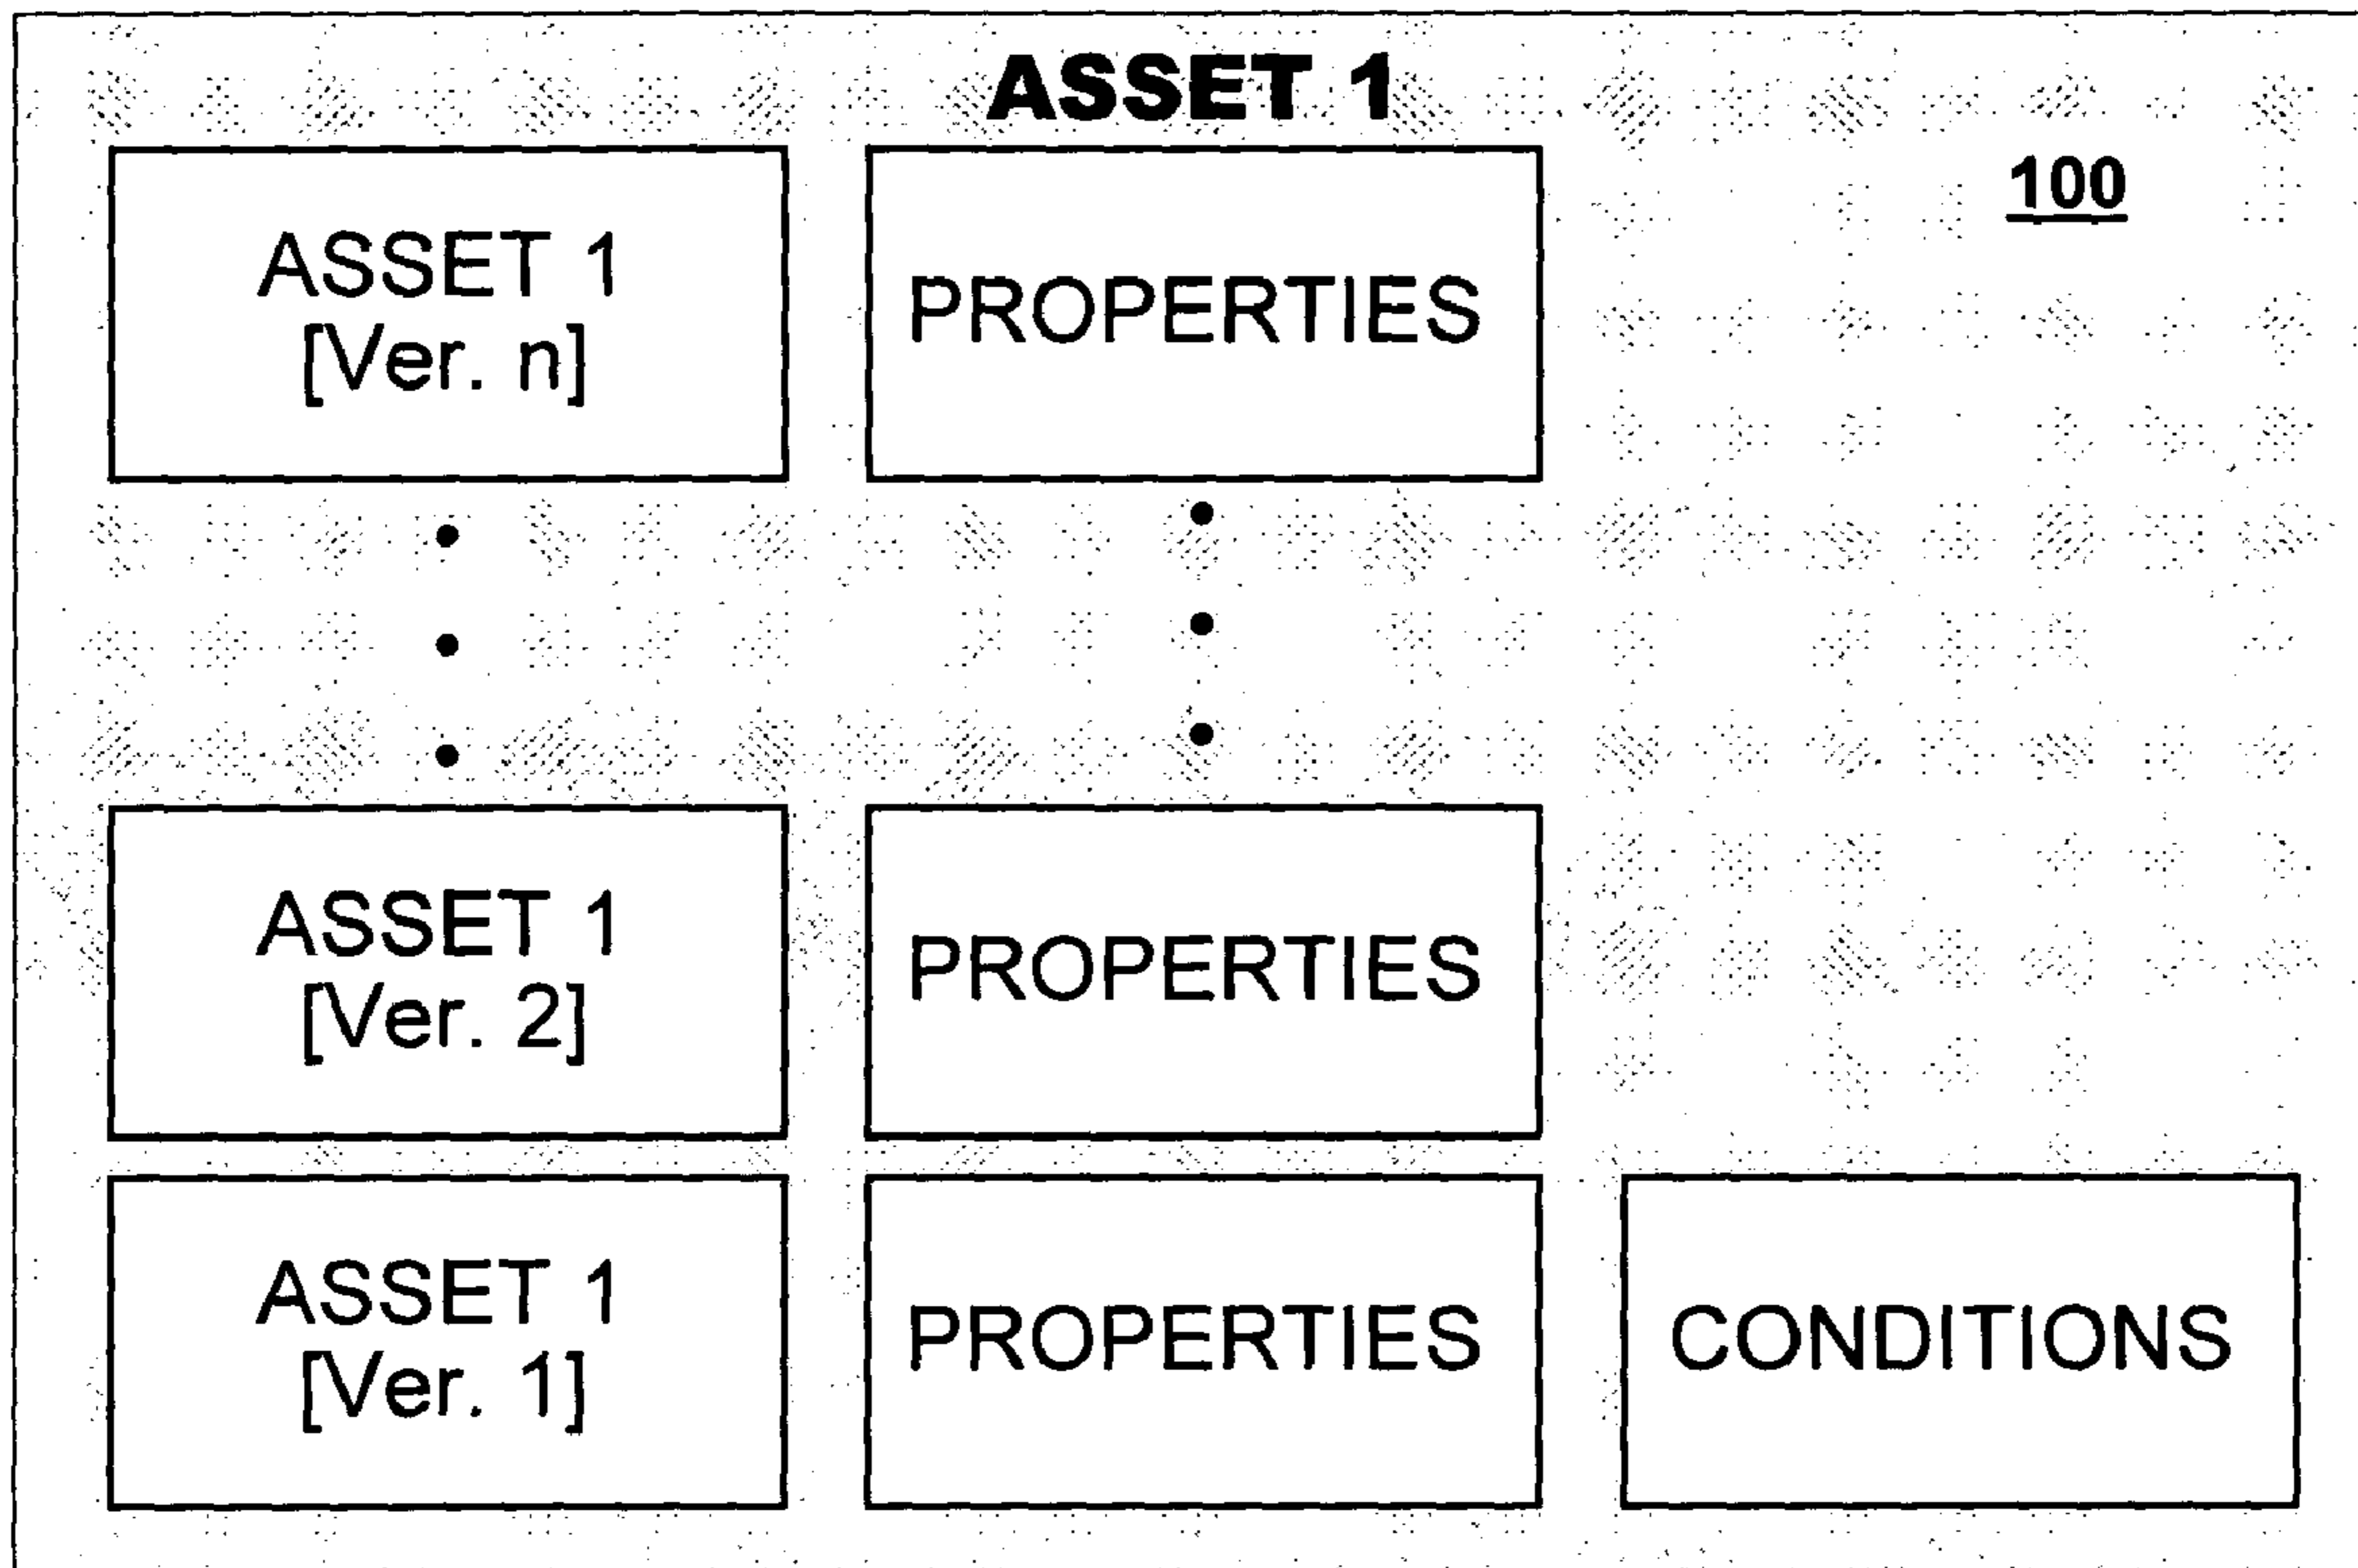 ASSET 1
100
ASSET 1
[Ver. n]
PROPERTIES
ASSET 1
[Ver. 2]
PROPERTIES
ASSET 1
[Ver. 1]
PROPERTIES
CONDITIONS